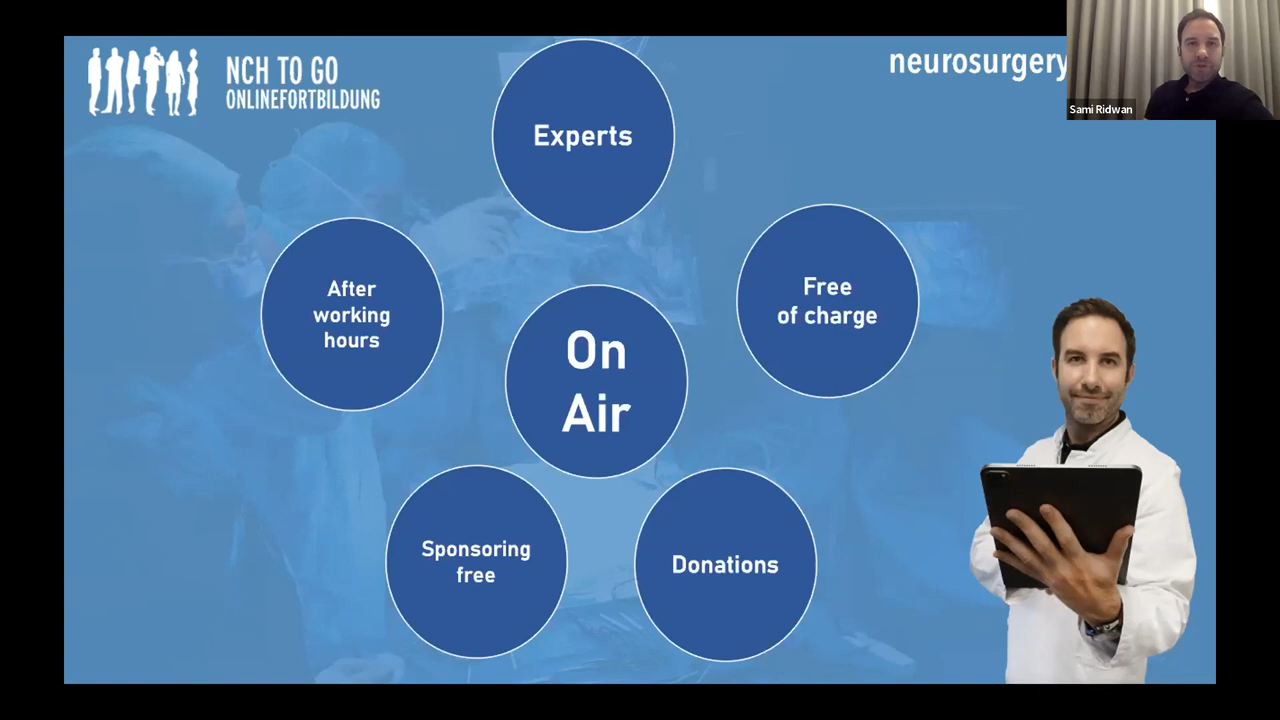 NCH TO GO
ONLINEFORTBILDUNG
neurosurgery
Sami Ridwan
Experts
After
working
hours
Free
of charge
On
Air
Sponsoring
free
Donations